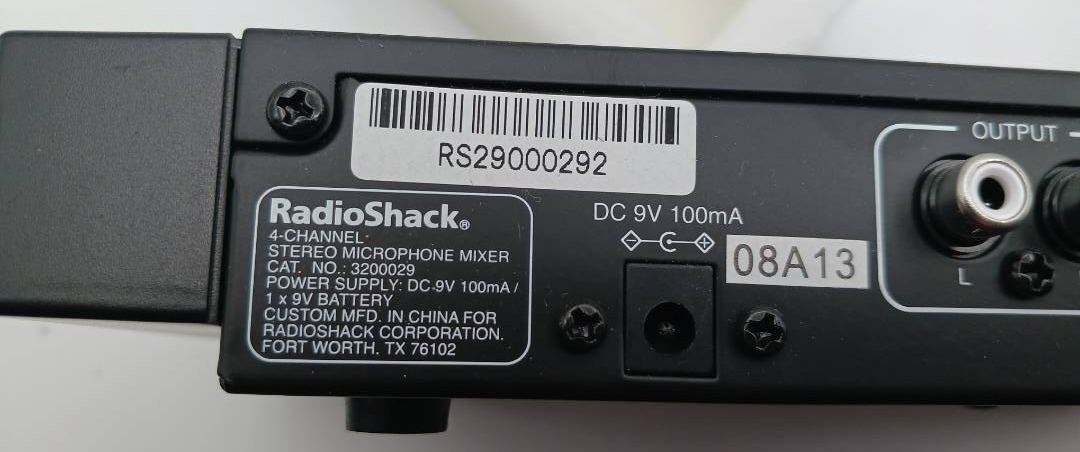 RS29000292
RadioShack®
4-CHANNEL
STEREO MICROPHONE MIXER
CAT. NO.: 3200029
POWER SUPPLY: DC 9V 100mA /
1 x 9V BATTERY
CUSTOM MFD. IN CHINA FOR
RADIOSHACK CORPORATION.
FORT WORTH, TX 76102
DC 9V 100mA
08A13
OUTPUT
L